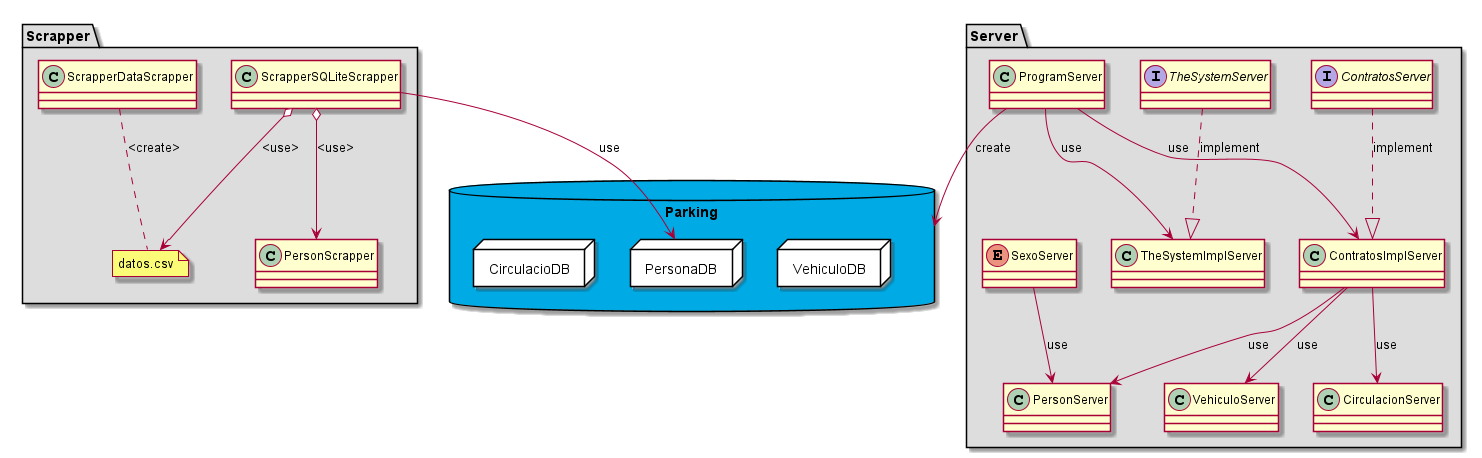 Scrapper
C ScrapperDataScrapper
C ScrapperSQLiteScrapper
<create>
<use>
<use>
datos.csv
C PersonScrapper
use
Parking
CirculacioDB
PersonaDB
VehiculoDB
Server
C ProgramServer
I TheSystemServer
I ContratosServer
create
use
use
implement
implement
E SexoServer
C TheSystemImplServer
C ContratosImplServer
use
use
use
use
C PersonServer
C VehiculoServer
C CirculacionServer